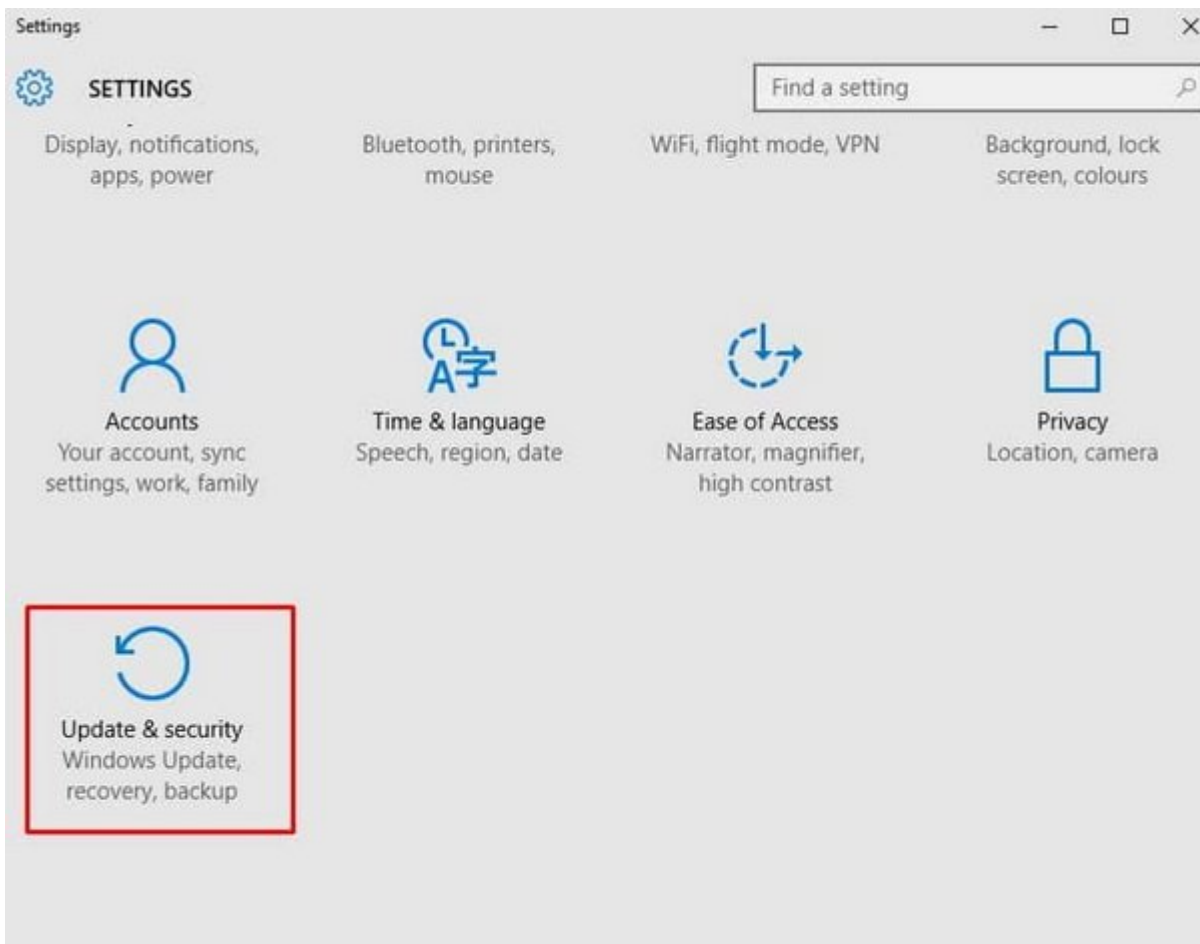 Settings
SETTINGS
Find a setting
Display, notifications,
apps, power
Bluetooth, printers,
mouse
WiFi, flight mode, VPN
Background, lock
screen, colours
A字
Accounts
Your account, sync
settings, work, family
Time & language
Speech, region, date
Ease of Access
Narrator, magnifier,
high contrast
Privacy
Location, camera
Update & security
Windows Update,
recovery, backup